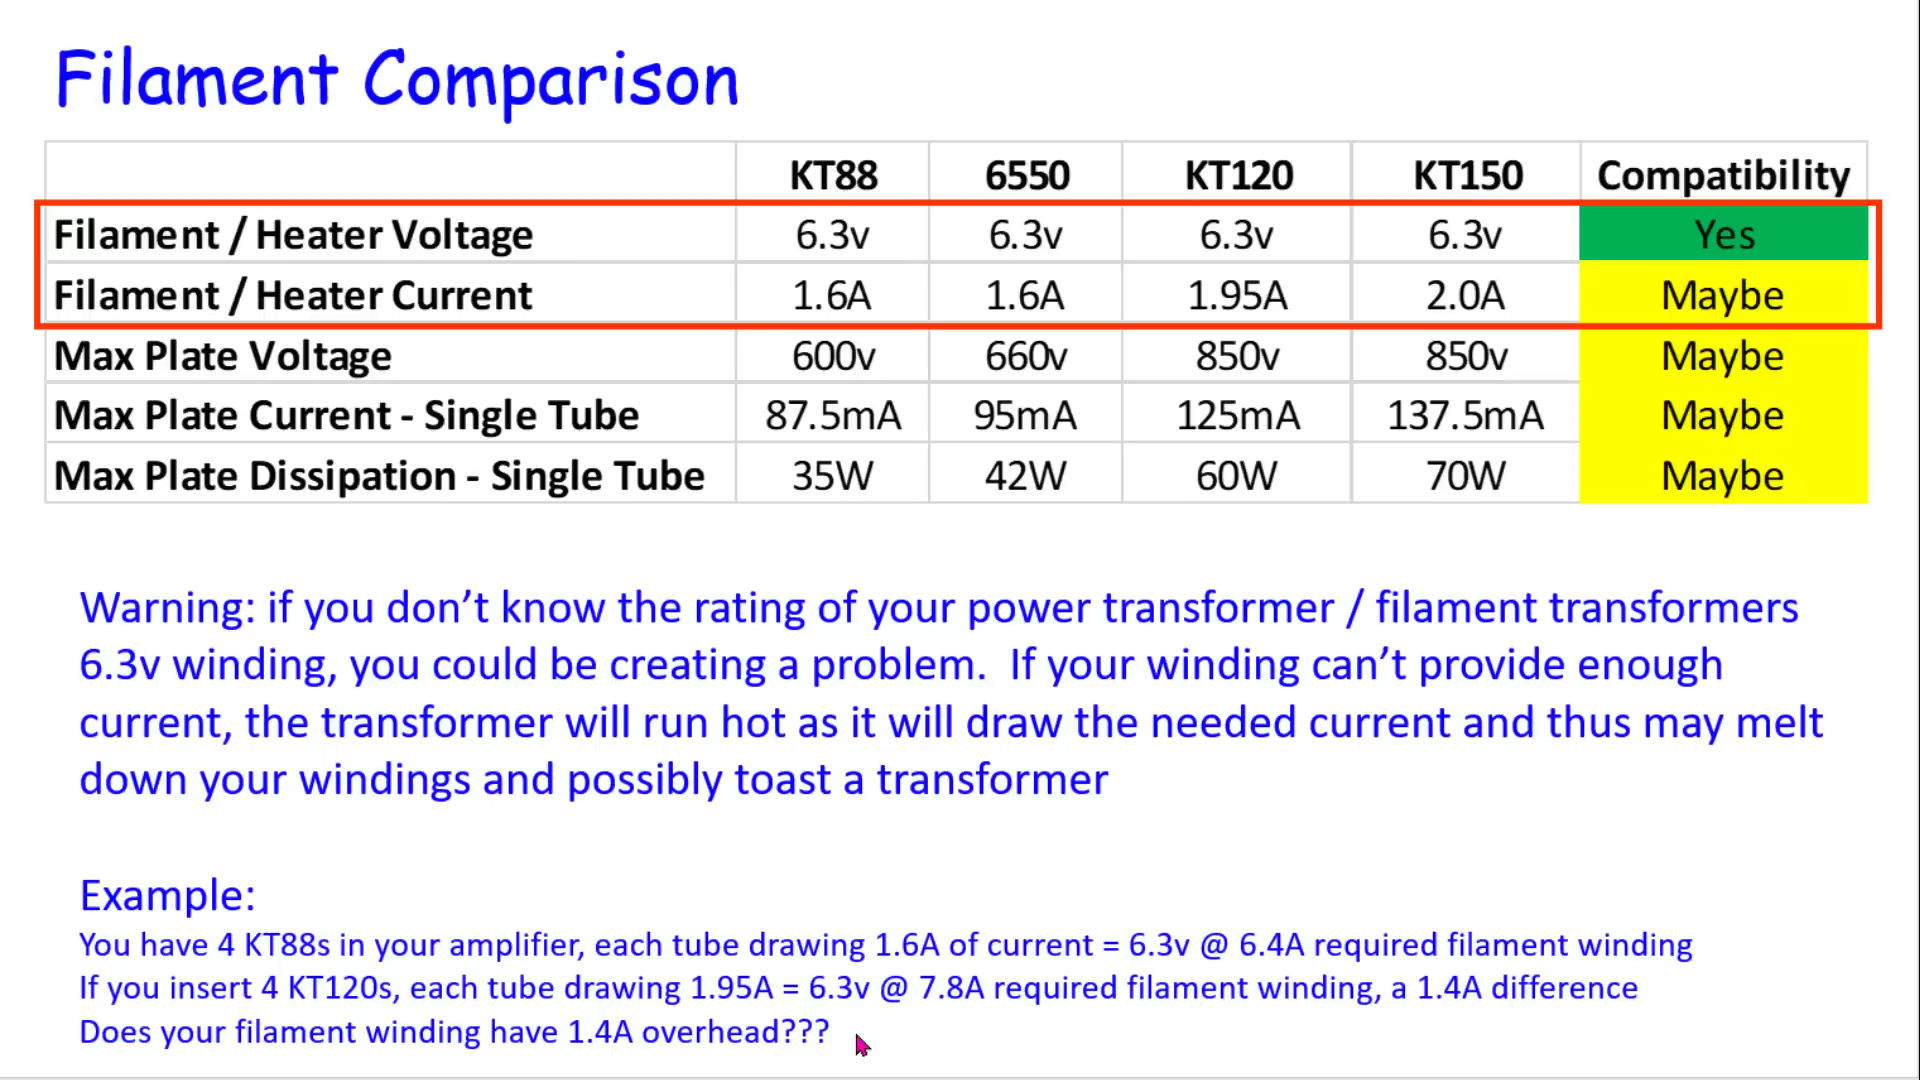 Filament Comparison
KT88 6550 KT120 KT150 Compatibility
Filament / Heater Voltage 6.3v 6.3v 6.3v 6.3v Yes
Filament / Heater Current 1.6A 1.6A 1.95A 2.0A Maybe
Max Plate Voltage 600v 660v 850v 850v Maybe
Max Plate Current - Single Tube 87.5mA 95mA 125mA 137.5mA Maybe
Max Plate Dissipation - Single Tube 35W 42W 60W 70W Maybe
Warning: if you don’t know the rating of your power transformer / filament transformers
6.3v winding, you could be creating a problem.  If your winding can’t provide enough
current, the transformer will run hot as it will draw the needed current and thus may melt
down your windings and possibly toast a transformer
Example:
You have 4 KT88s in your amplifier, each tube drawing 1.6A of current = 6.3v @ 6.4A required filament winding
If you insert 4 KT120s, each tube drawing 1.95A = 6.3v @ 7.8A required filament winding, a 1.4A difference
Does your filament winding have 1.4A overhead???